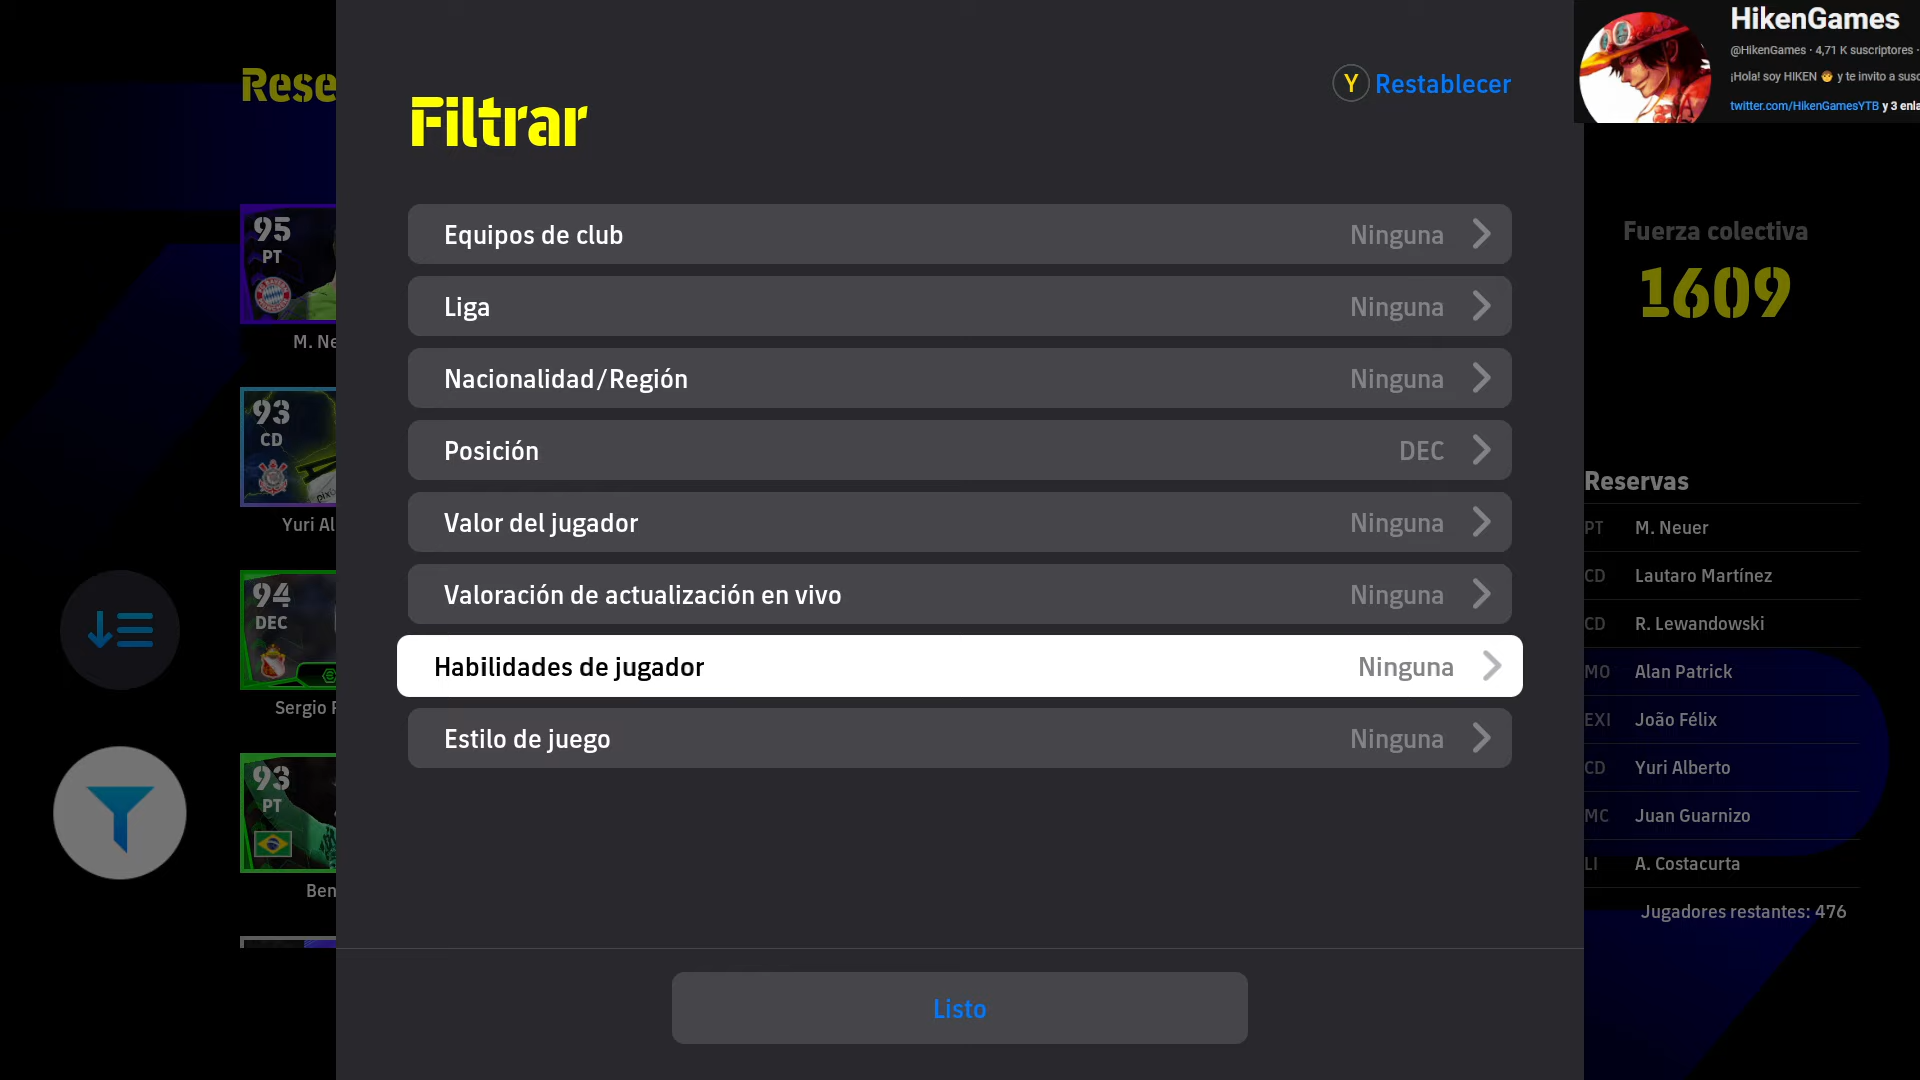 Rese
Filtrar
Y Restablecer
HikenGames
@HikenGames · 4,71 K suscriptores ·
¡Hola! soy HIKEN 🧒 y te invito a susc
twitter.com/HikenGamesYTB y 3 enla
Equipos de club Ninguna
Liga Ninguna
Nacionalidad/Región Ninguna
Posición DEC
Valor del jugador Ninguna
Valoración de actualización en vivo Ninguna
Habilidades de jugador Ninguna
Estilo de juego Ninguna
Listo
95
PT
M. Ne
93
CD
Yuri Al
94
DEC
Sergio
93
PT
Ben
Fuerza colectiva
1609
Reservas
PT M. Neuer
CD Lautaro Martínez
CD R. Lewandowski
MO Alan Patrick
EXI João Félix
CD Yuri Alberto
MC Juan Guarnizo
LI A. Costacurta
Jugadores restantes: 476